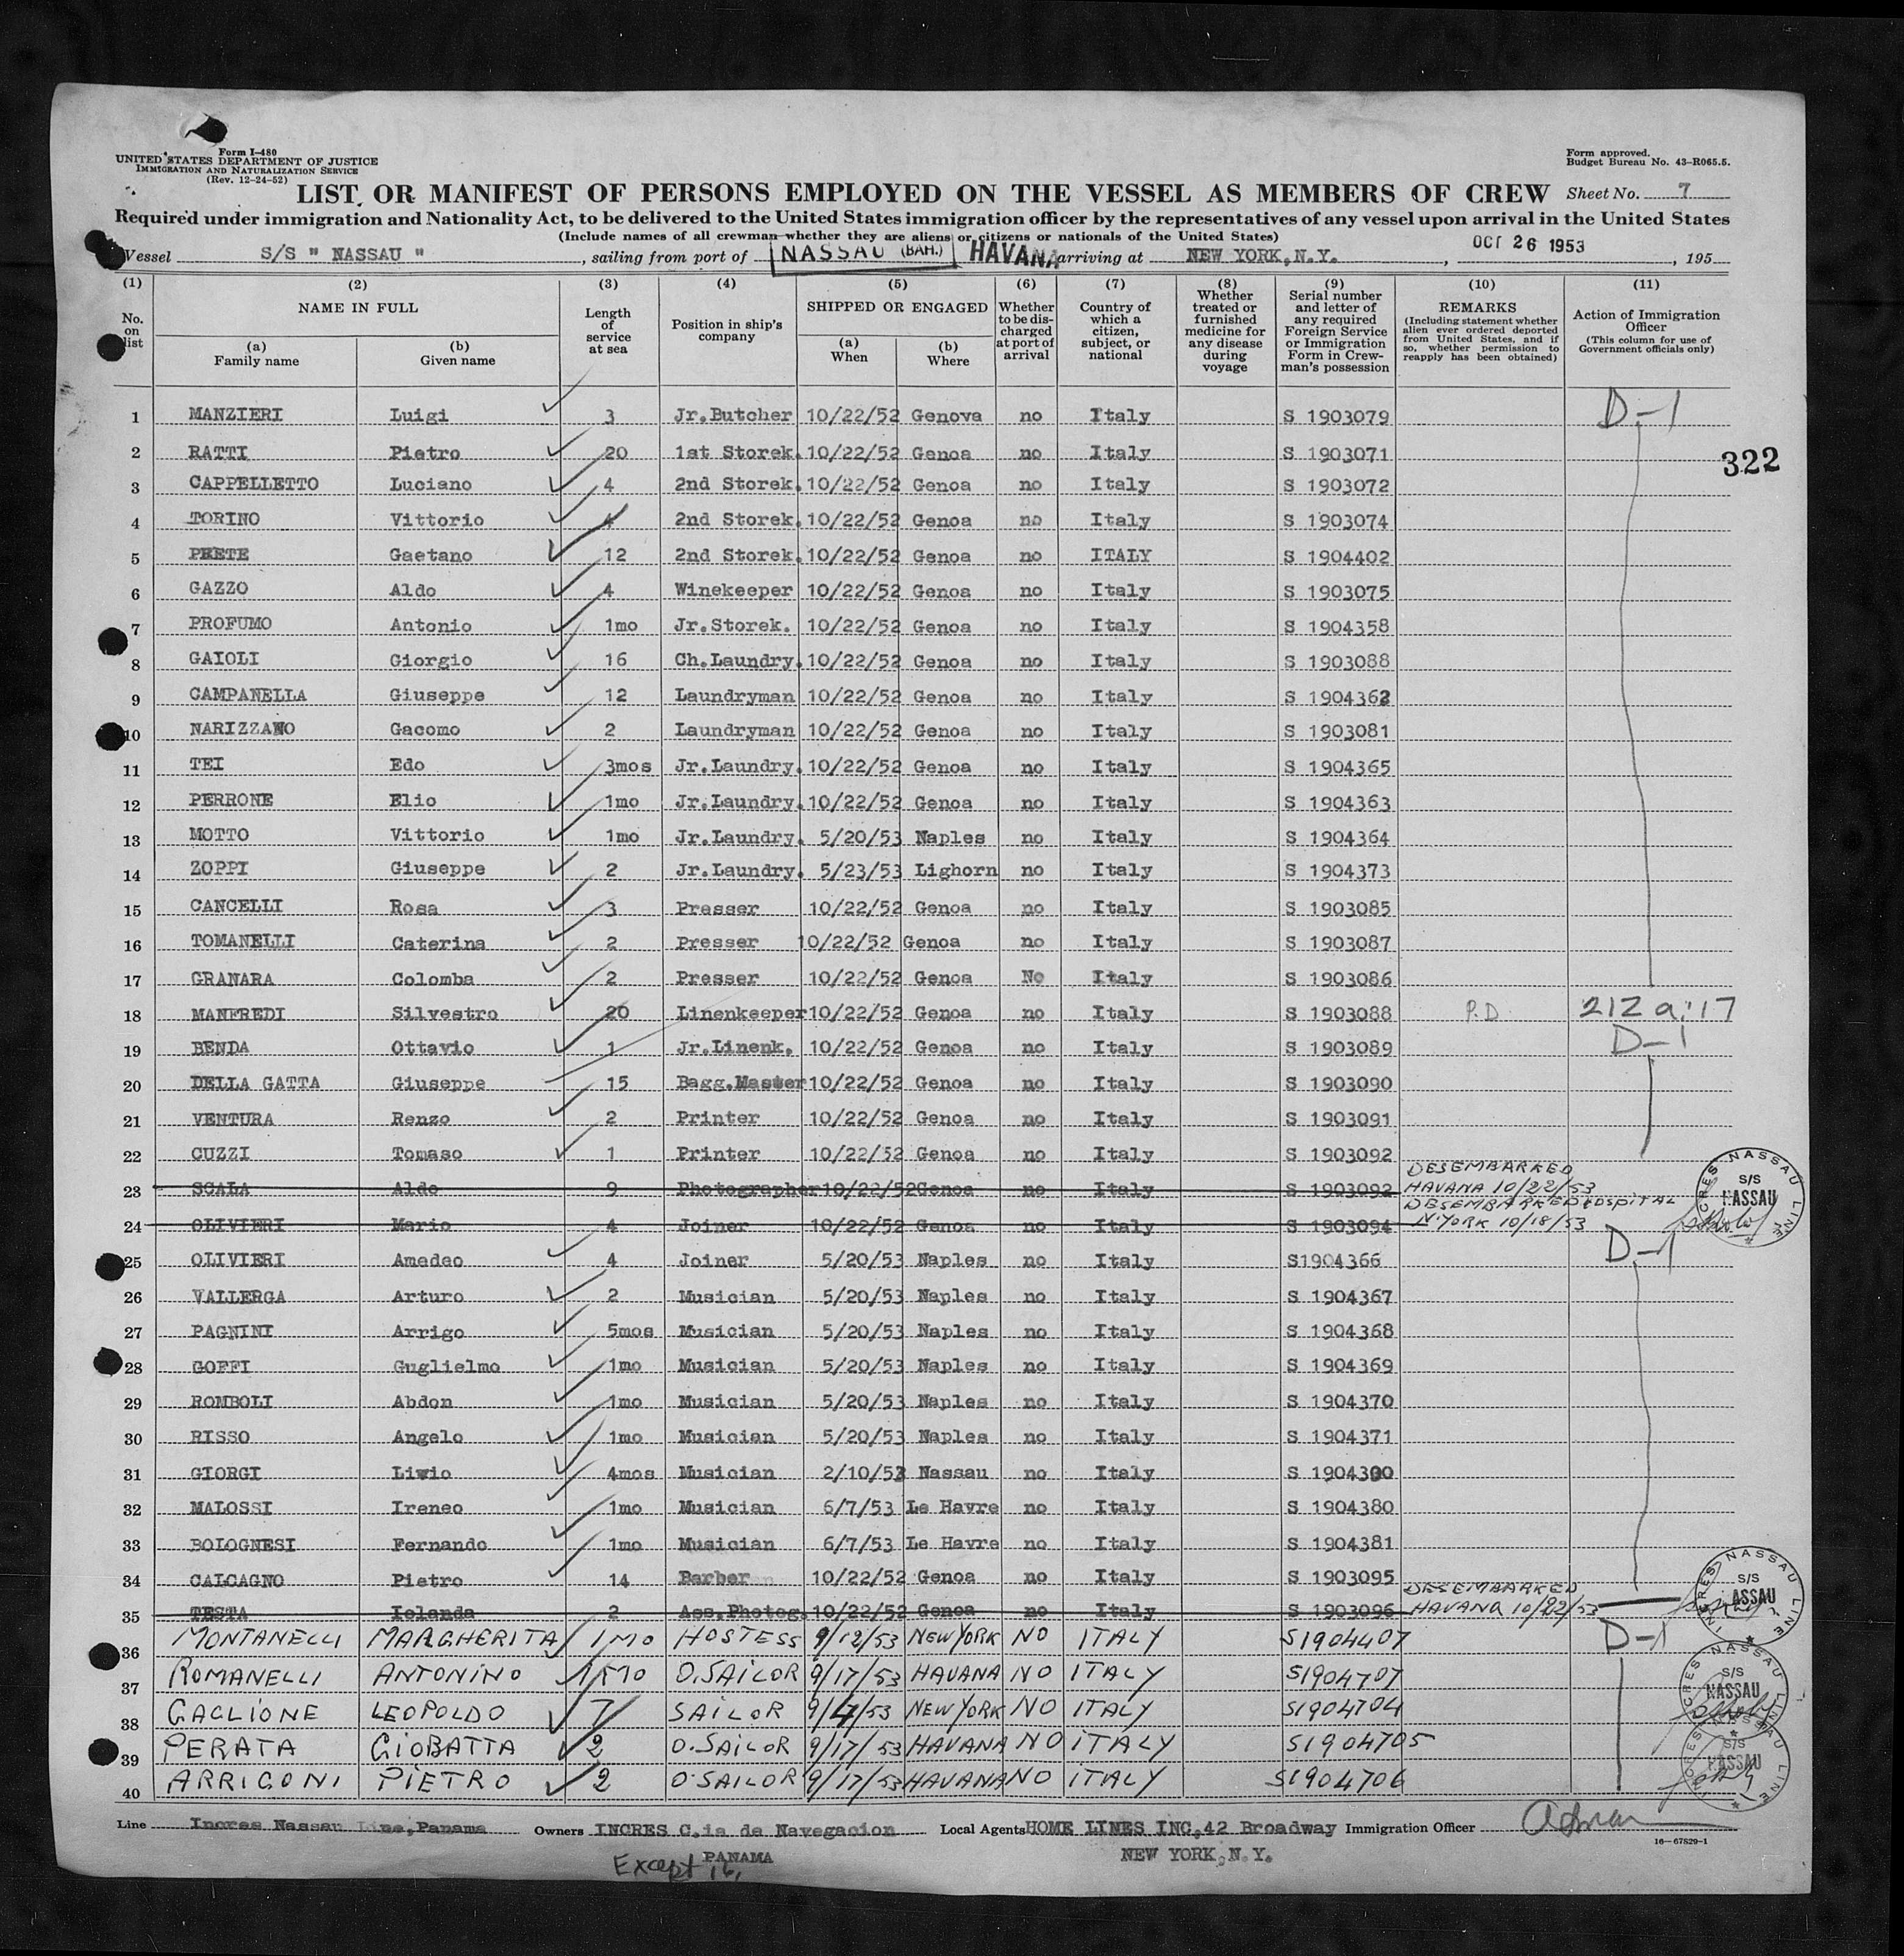 Form I-480
UNITED STATES DEPARTMENT OF JUSTICE
IMMIGRATION AND NATURALIZATION SERVICE
(Rev. 12-24-52)
Form approved.
Budget Bureau No. 43-R065.5.
LIST OR MANIFEST OF PERSONS EMPLOYED ON THE VESSEL AS MEMBERS OF CREW Sheet No. 7
Required under immigration and Nationality Act, to be delivered to the United States immigration officer by the representatives of any vessel upon arrival in the United States
(Include names of all crewman whether they are aliens or citizens or nationals of the United States)
Vessel S/S " NASSAU ", sailing from port of NASSAU (BAH.) HAVANA arriving at NEW YORK, N.Y., OCT 26 1953, 195
(1) No. on list
(2) NAME IN FULL
(a) Family name
(b) Given name
(3) Length of service at sea
(4) Position in ship's company
(5) SHIPPED OR ENGAGED
(a) When
(b) Where
(6) Whether to be discharged at port of arrival
(7) Country of which a citizen, subject, or national
(8) Whether treated or furnished medicine for any disease during voyage
(9) Serial number and letter of any required Foreign Service or Immigration Form in Crewman's possession
(10) REMARKS (Including statement whether alien ever ordered deported from United States, and if so, whether permission to reapply has been obtained)
(11) Action of Immigration Officer (This column for use of Government officials only)
1 MANZIERI Luigi 3 Jr.Butcher 10/22/52 Genova no Italy S 1903079 D-1
2 RATTI Pietro 20 1st Storek. 10/22/52 Genoa no Italy S 1903071
322
3 CAPPELLETTO Luciano 4 2nd Storek. 10/22/52 Genoa no Italy S 1903072
4 TORINO Vittorio 4 2nd Storek. 10/22/52 Genoa no Italy S 1903074
5 PRETE Gaetano 12 2nd Storek. 10/22/52 Genoa no ITALY S 1904402
6 GAZZO Aldo 4 Winekeeper 10/22/52 Genoa no Italy S 1903075
7 PROFUMO Antonio 1mo Jr.Storek. 10/22/52 Genoa no Italy S 1904358
8 GAIOLI Giorgio 16 Ch.Laundry. 10/22/52 Genoa no Italy S 1903088
9 CAMPANELLA Giuseppe 12 Laundryman 10/22/52 Genoa no Italy S 1904362
10 NARIZZANO Gacomo 2 Laundryman 10/22/52 Genoa no Italy S 1903081
11 TEI Edo 3mos Jr.Laundry. 10/22/52 Genoa no Italy S 1904365
12 PERRONE Elio 1mo Jr.Laundry. 10/22/52 Genoa no Italy S 1904363
13 MOTTO Vittorio 1mo Jr.Laundry. 5/20/53 Naples no Italy S 1904364
14 ZOPPI Giuseppe 2 Jr.Laundry. 5/23/53 Lighorn no Italy S 1904373
15 CANCELLI Rosa 3 Presser 10/22/52 Genoa no Italy S 1903085
16 TOMANELLI Caterina 2 Presser 10/22/52 Genoa no Italy S 1903087
17 GRANARA Colomba 2 Presser 10/22/52 Genoa No Italy S 1903086
18 MANFREDI Silvestro 20 Linenkeeper 10/22/52 Genoa no Italy S 1903088 P.D 212 a:17
19 BENDA Ottavio 1 Jr.Linenk. 10/22/52 Genoa no Italy S 1903089 D-1
20 DELLA GATTA Giuseppe 15 Bagg.Master 10/22/52 Genoa no Italy S 1903090
21 VENTURA Renzo 2 Printer 10/22/52 Genoa no Italy S 1903091
22 CUZZI Tomaso 1 Printer 10/22/52 Genoa no Italy S 1903092
23 SCALA Aldo 9 Photographer 10/22/52 Genoa no Italy S 1903092 DESEMBARKED HAVANA 10/22/53
24 OLIVIERI Mario 4 Joiner 10/22/52 Genoa no Italy S 1903094 DESEMBARKED HOSPITAL N.YORK 10/18/53
INCRES NASSAU LINE S/S NASSAU
25 OLIVIERI Amedeo 4 Joiner 5/20/53 Naples no Italy S1904366 D-1
26 VALLERGA Arturo 2 Musician 5/20/53 Naples no Italy S 1904367
27 PAGNINI Arrigo 5mos Musician 5/20/53 Naples no Italy S 1904368
28 GOFFI Guglielmo 1mo Musician 5/20/53 Naples no Italy S 1904369
29 ROMBOLI Abdon 1mo Musician 5/20/53 Naples no Italy S 1904370
30 RISSO Angelo 1mo Musician 5/20/53 Naples no Italy S 1904371
31 GIORGI Livio 4mos Musician 2/10/53 Nassau no Italy S 1904300
32 MALOSSI Ireneo 1mo Musician 6/7/53 Le Havre no Italy S 1904380
33 BOLOGNESI Fernando 1mo Musician 6/7/53 Le Havre no Italy S 1904381
34 CALCAGNO Pietro 14 Barber 10/22/52 Genoa no Italy S 1903095
35 TESTA Iolanda 2 Ass.Photog. 10/22/52 Genoa no Italy S 1903096 DESEMBARKED HAVANA 10/22/53
INCRES NASSAU LINE S/S NASSAU
36 MONTANELLI MARGHERITA 1 MO HOSTESS 9/12/53 NEW YORK NO ITALY S1904407 D-1
37 ROMANELLI ANTONINO 1 MO O.SAILOR 9/17/53 HAVANA NO ITALY S1904707
38 GAGLIONE LEOPOLDO 7 SAILOR 9/4/53 NEW YORK NO ITALY S1904704
INCRES NASSAU LINE S/S NASSAU
39 PERATA GIOBATTA 2 O.SAILOR 9/17/53 HAVANA NO ITALY S1904705
40 ARRIGONI PIETRO 2 O.SAILOR 9/17/53 HAVANA NO ITALY S1904706
INCRES NASSAU LINE S/S NASSAU
Line Incres Nassau Line,Panama Owners INCRES C.ia de Navegacion Local Agents HOME LINES INC,42 Broadway Immigration Officer
16-67829-1
PANAMA NEW YORK, N.Y.
Except 16,